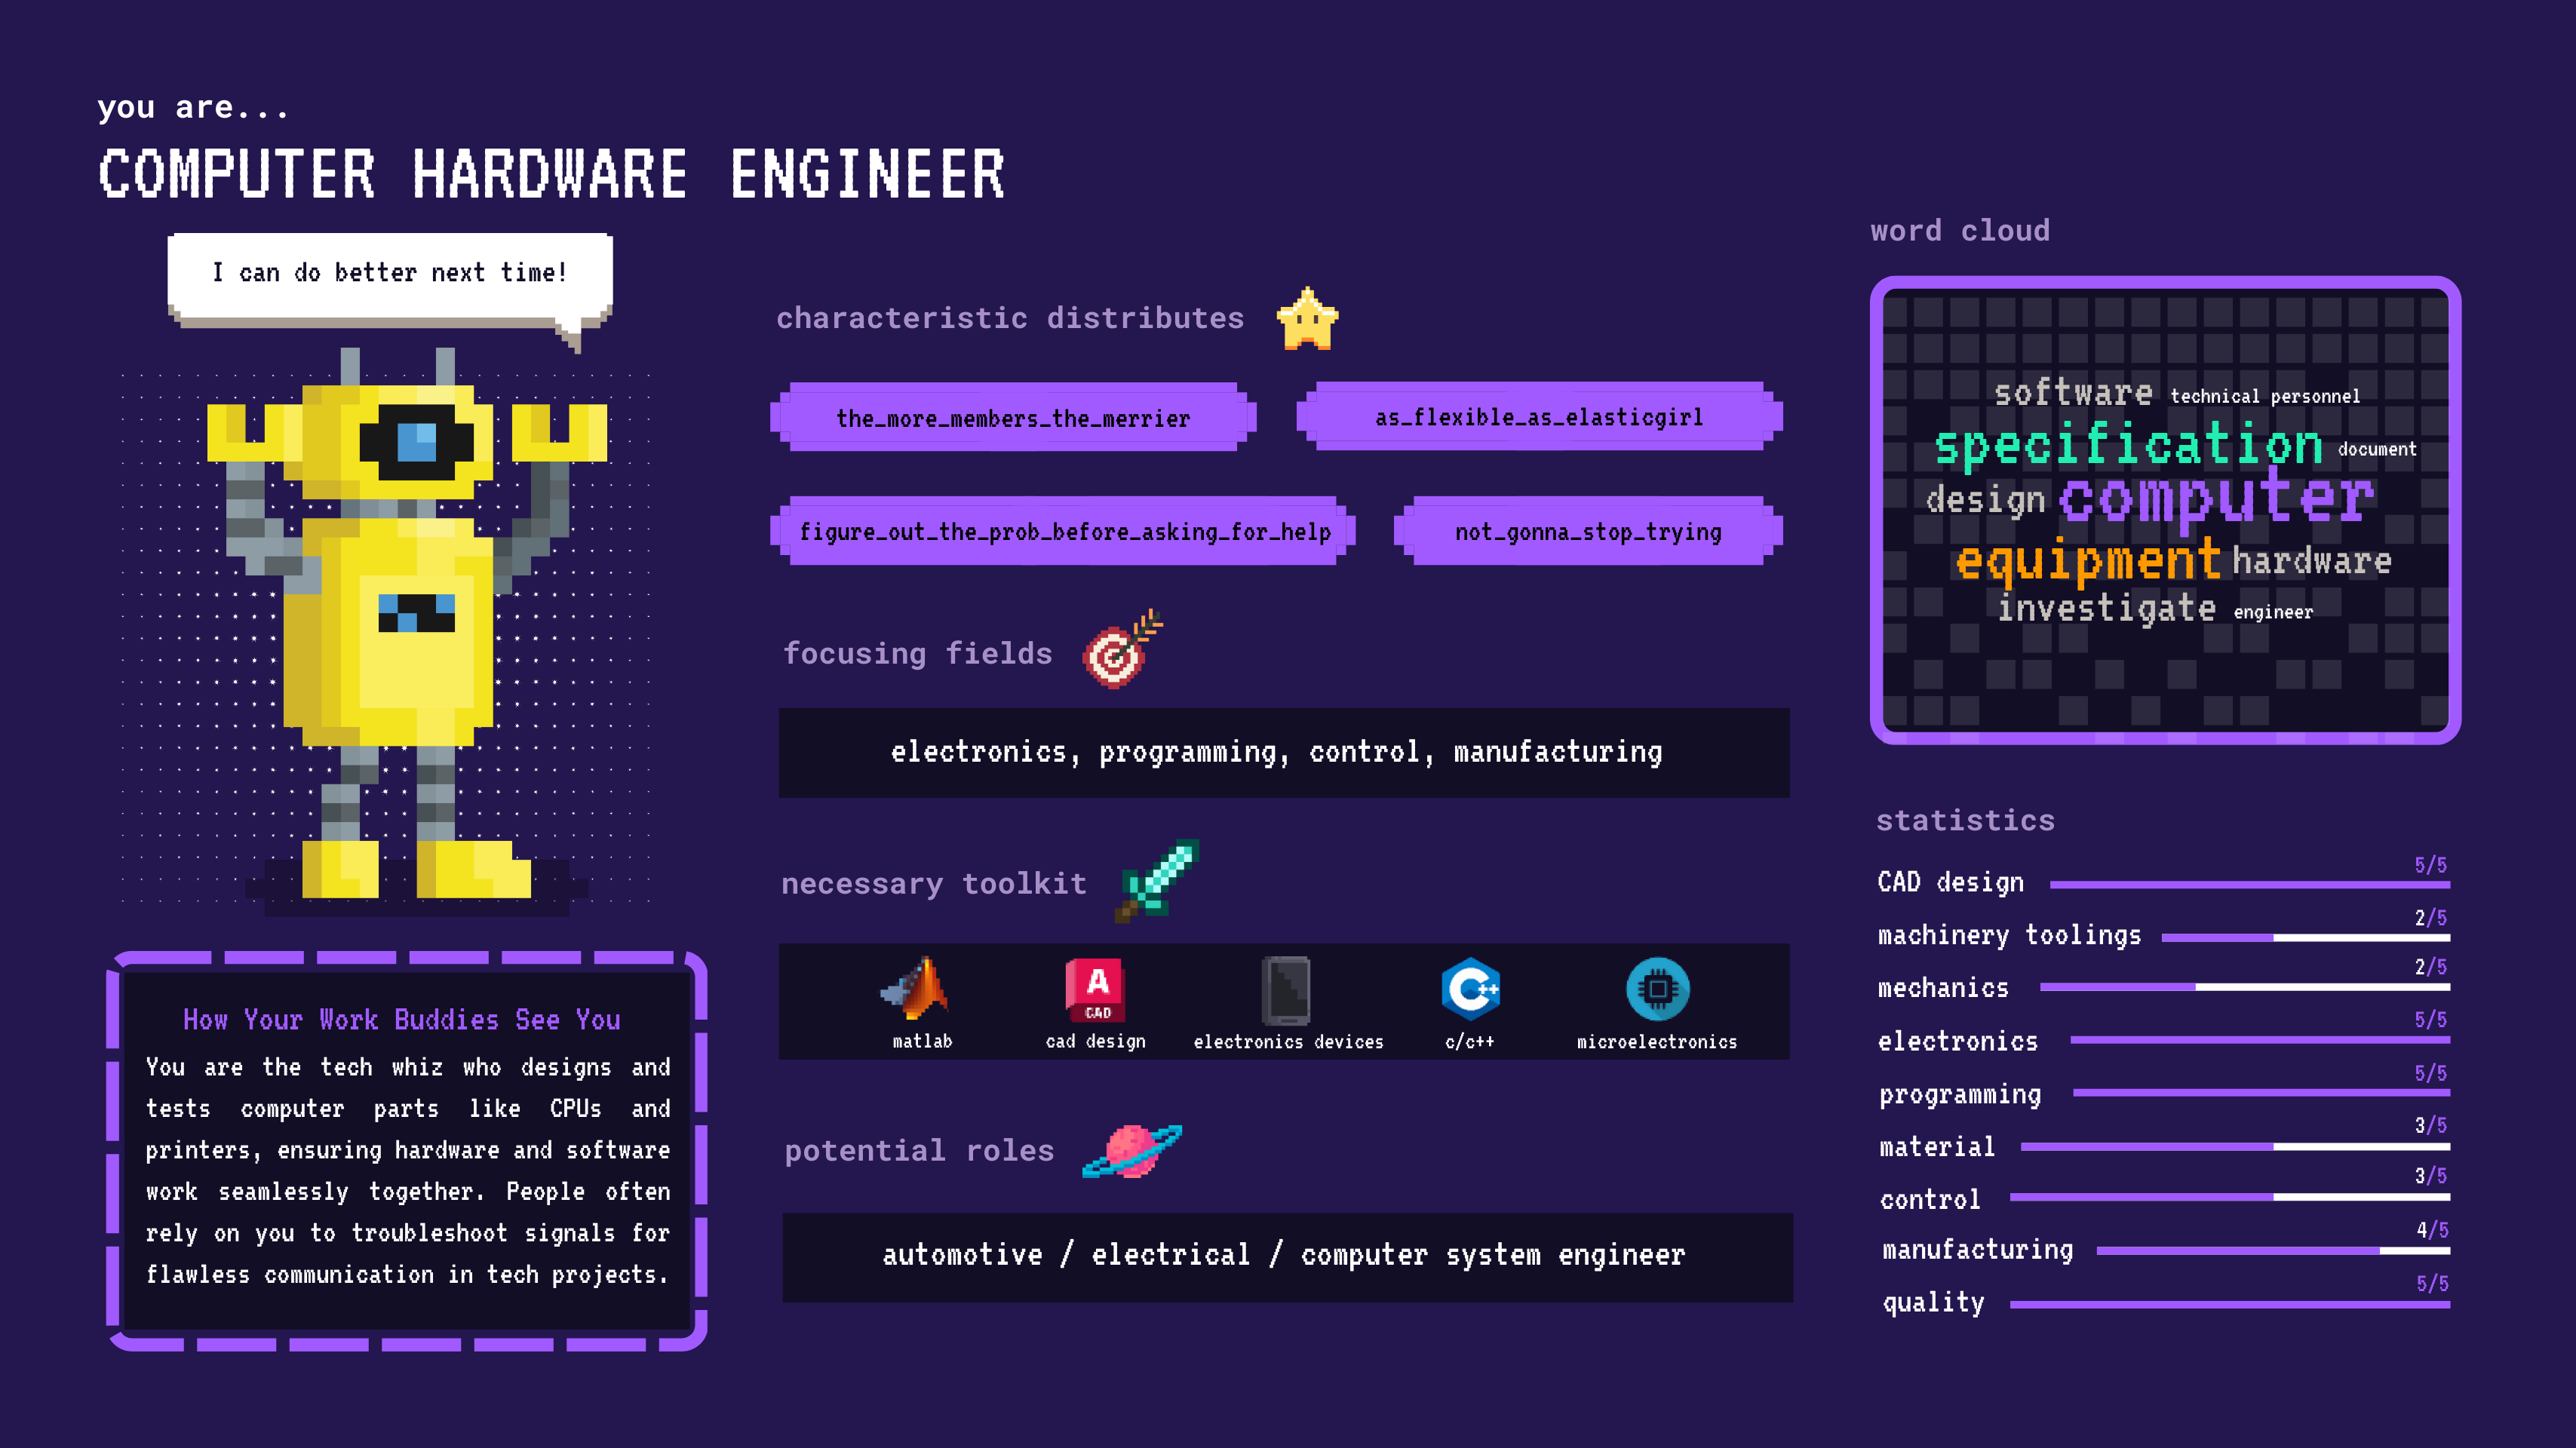 you are...
COMPUTER HARDWARE ENGINEER
I can do better next time!
How Your Work Buddies See You
You are the tech whiz who designs and
tests computer parts like CPUs and
printers, ensuring hardware and software
work seamlessly together. People often
rely on you to troubleshoot signals for
flawless communication in tech projects.
characteristic distributes
the_more_members_the_merrier
as_flexible_as_elasticgirl
figure_out_the_prob_before_asking_for_help
not_gonna_stop_trying
focusing fields
electronics, programming, control, manufacturing
necessary toolkit
matlab
A
CAD
cad design
electronics devices
C++
c/c++
microelectronics
potential roles
automotive / electrical / computer system engineer
word cloud
software technical personnel
specification document
design computer
equipment hardware
investigate engineer
statistics
CAD design 5/5
machinery toolings 2/5
mechanics 2/5
electronics 5/5
programming 5/5
material 3/5
control 3/5
manufacturing 4/5
quality 5/5